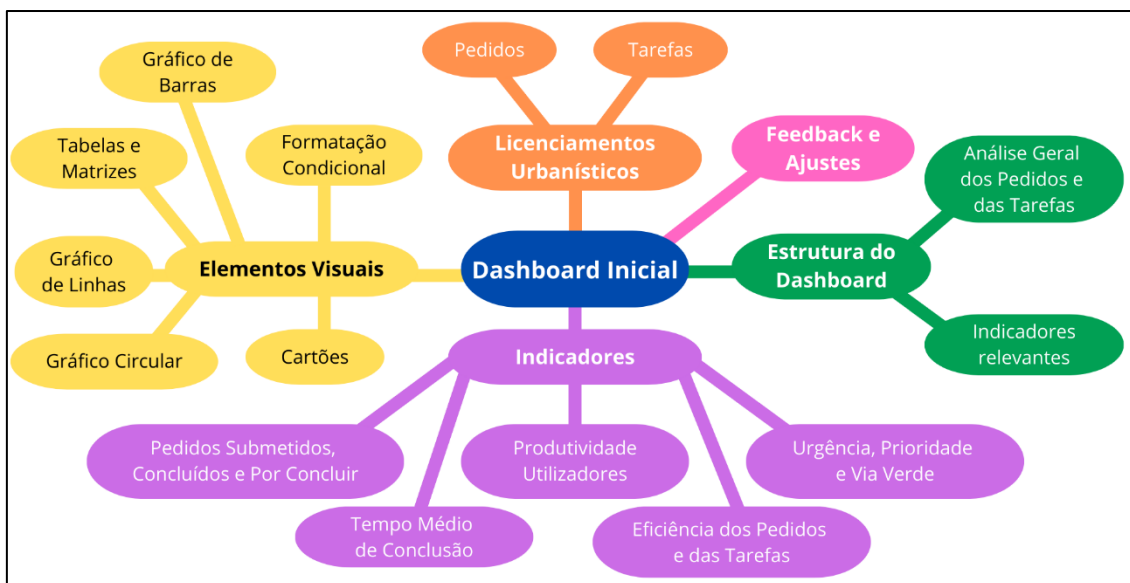 Gráfico de
Barras
Tabelas e
Matrizes
Formatação
Condicional
Gráfico
de Linhas
Elementos Visuais
Gráfico Circular
Cartões
Pedidos
Tarefas
Licenciamentos
Urbanísticos
Feedback e
Ajustes
Dashboard Inicial
Estrutura do
Dashboard
Análise Geral
dos Pedidos e
das Tarefas
Indicadores
relevantes
Indicadores
Pedidos Submetidos,
Concluídos e Por Concluir
Tempo Médio
de Conclusão
Produtividade
Utilizadores
Eficiência dos Pedidos
e das Tarefas
Urgência, Prioridade
e Via Verde